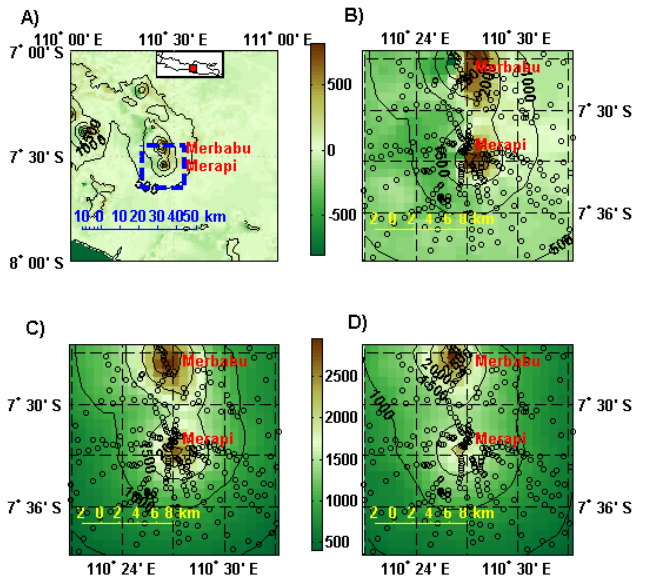 A)
110° 00' E 110° 30' E 111° 00' E
7° 00' S
7° 30' S
8° 00' S
Merbabu
Merapi
10 0 10 20 30 40 50 km
500
0
-500
B)
110° 24' E 110° 30' E
Merbabu
Merapi
1000
500
7° 30' S
7° 36' S
2 0 2 4 6 8 km
C)
Merbabu
Merapi
7° 30' S
7° 36' S
2 0 2 4 6 8 km
110° 24' E 110° 30' E
2500
2000
1500
1000
500
D)
Merbabu
Merapi
2000
1000
7° 30' S
7° 36' S
2 0 2 4 6 8 km
110° 24' E 110° 30' E